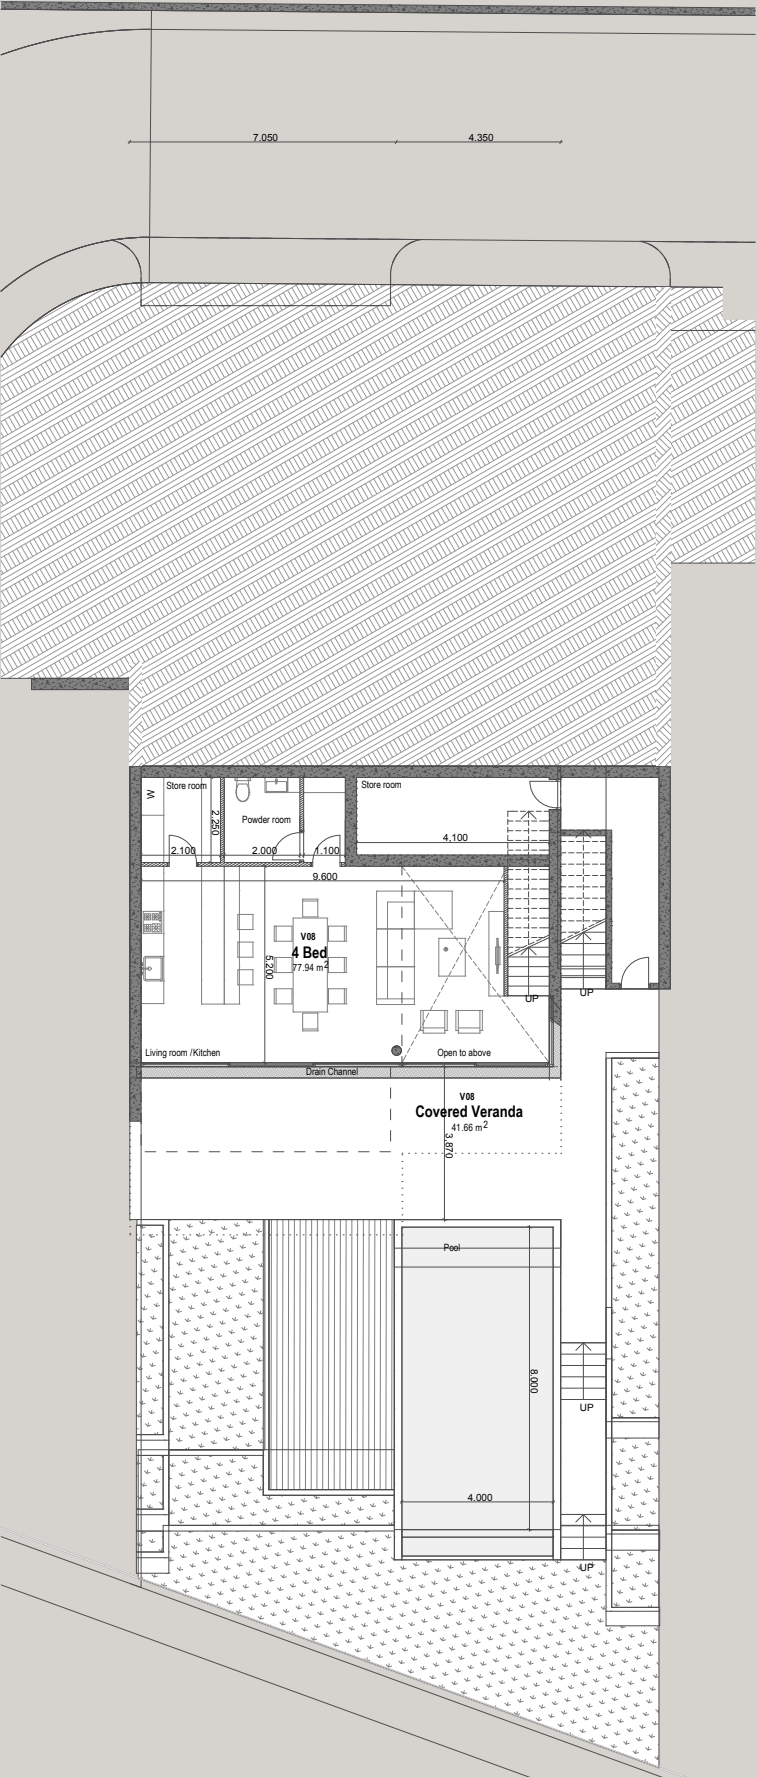 7.050
4.350
Store room
Store room
W
2.250
Powder room
4,100
2.100
2.000
1.100
9.600
V08
4 Bed
77.94 m2
5.200
UP
UP
Living room /Kitchen
Open to above
Drain Channel
V08
Covered Veranda
41.66 m2
3.870
Pool
8.000
UP
4.000
UP